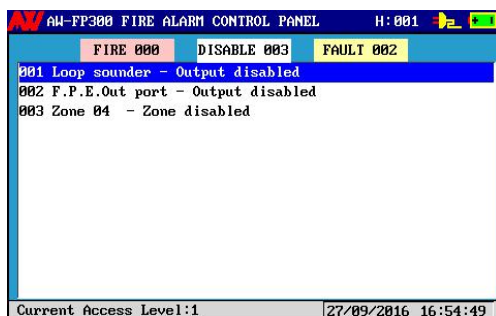 AW AW-FP300 FIRE ALARM CONTROL PANEL H:001
FIRE 000 DISABLE 003 FAULT 002
001 Loop sounder - Output disabled
002 F.P.E.Out port - Output disabled
003 Zone 04 - Zone disabled
Current Access Level:1 27/09/2016 16:54:49